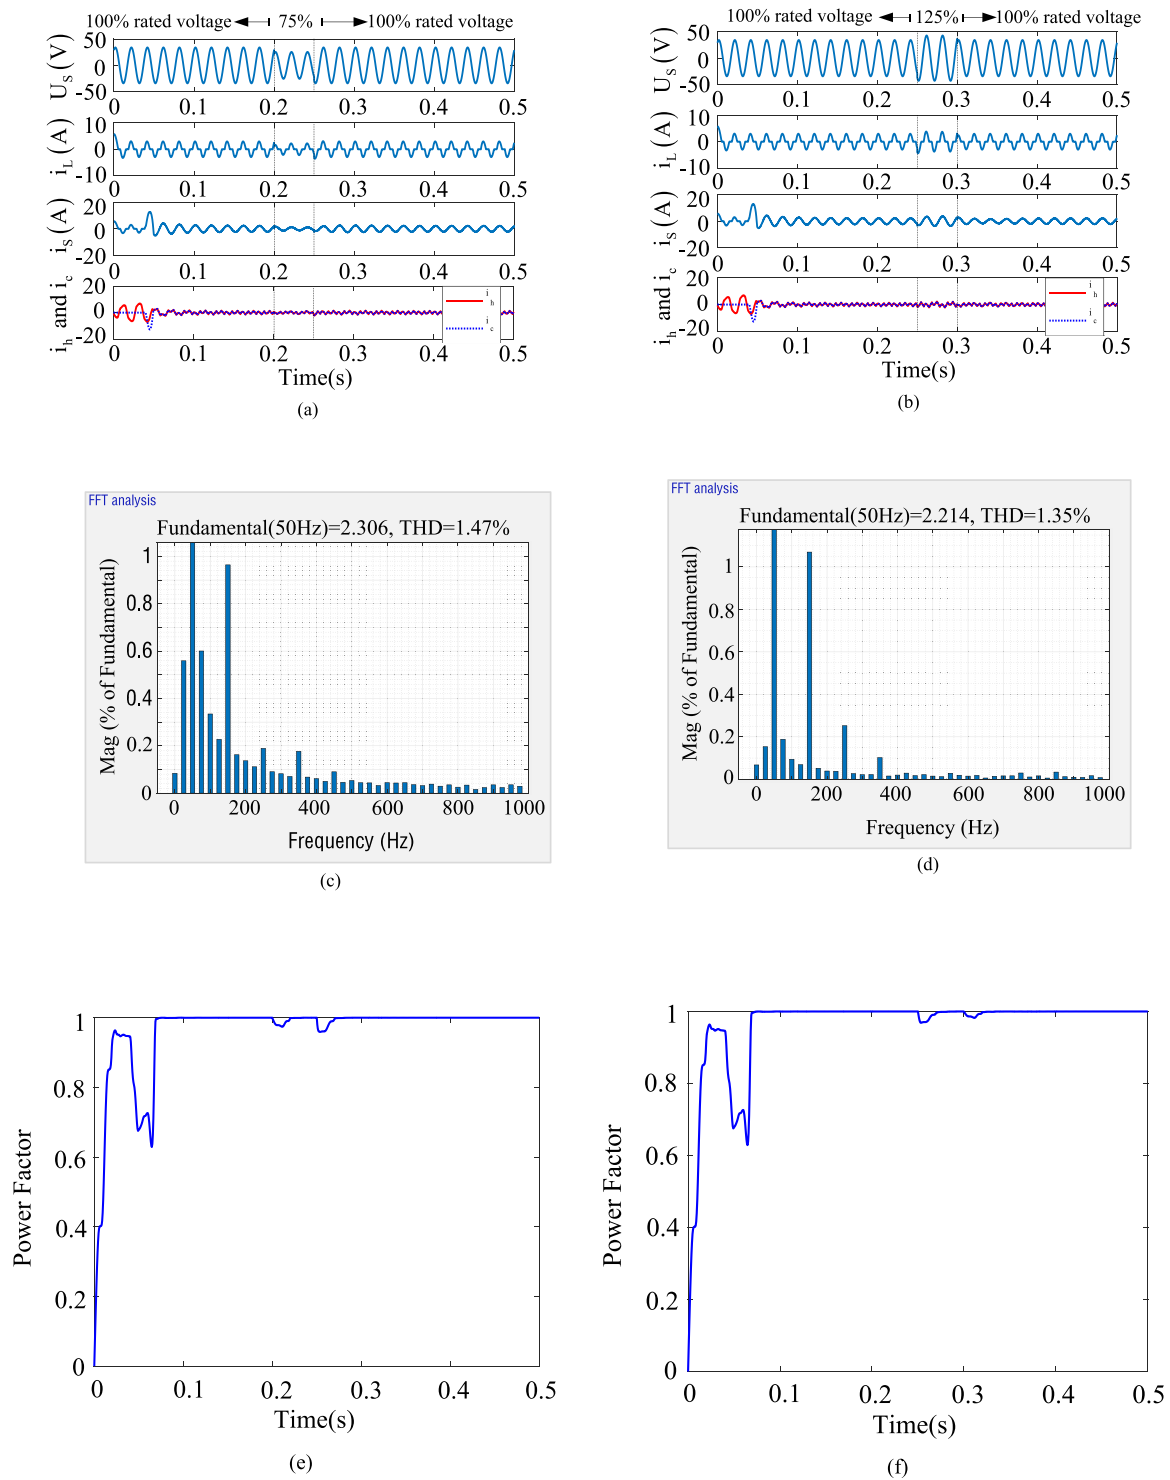 100% rated voltage 75% 100% rated voltage
50
0
-50
U_S (V)
0 0.1 0.2 0.3 0.4 0.5
10
0
-10
i_L (A)
0 0.1 0.2 0.3 0.4 0.5
20
0
-20
i_S (A)
0 0.1 0.2 0.3 0.4 0.5
20
0
-20
i_h and i_c
i_h
i_c
0 0.1 0.2 0.3 0.4 0.5
Time(s)
(a)
100% rated voltage 125% 100% rated voltage
50
0
-50
U_S (V)
0 0.1 0.2 0.3 0.4 0.5
10
0
-10
i_L (A)
0 0.1 0.2 0.3 0.4 0.5
20
0
-20
i_S (A)
0 0.1 0.2 0.3 0.4 0.5
20
0
-20
i_h and i_c
i_h
i_c
0 0.1 0.2 0.3 0.4 0.5
Time(s)
(b)
FFT analysis
Fundamental(50Hz)=2.306, THD=1.47%
1
0.8
0.6
0.4
0.2
0
Mag (% of Fundamental)
0 200 400 600 800 1000
Frequency (Hz)
(c)
FFT analysis
Fundamental(50Hz)=2.214, THD=1.35%
1
0.8
0.6
0.4
0.2
0
Mag (% of Fundamental)
0 200 400 600 800 1000
Frequency (Hz)
(d)
1
0.8
0.6
0.4
0.2
0
Power Factor
0 0.1 0.2 0.3 0.4 0.5
Time(s)
(e)
1
0.8
0.6
0.4
0.2
0
Power Factor
0 0.1 0.2 0.3 0.4 0.5
Time(s)
(f)